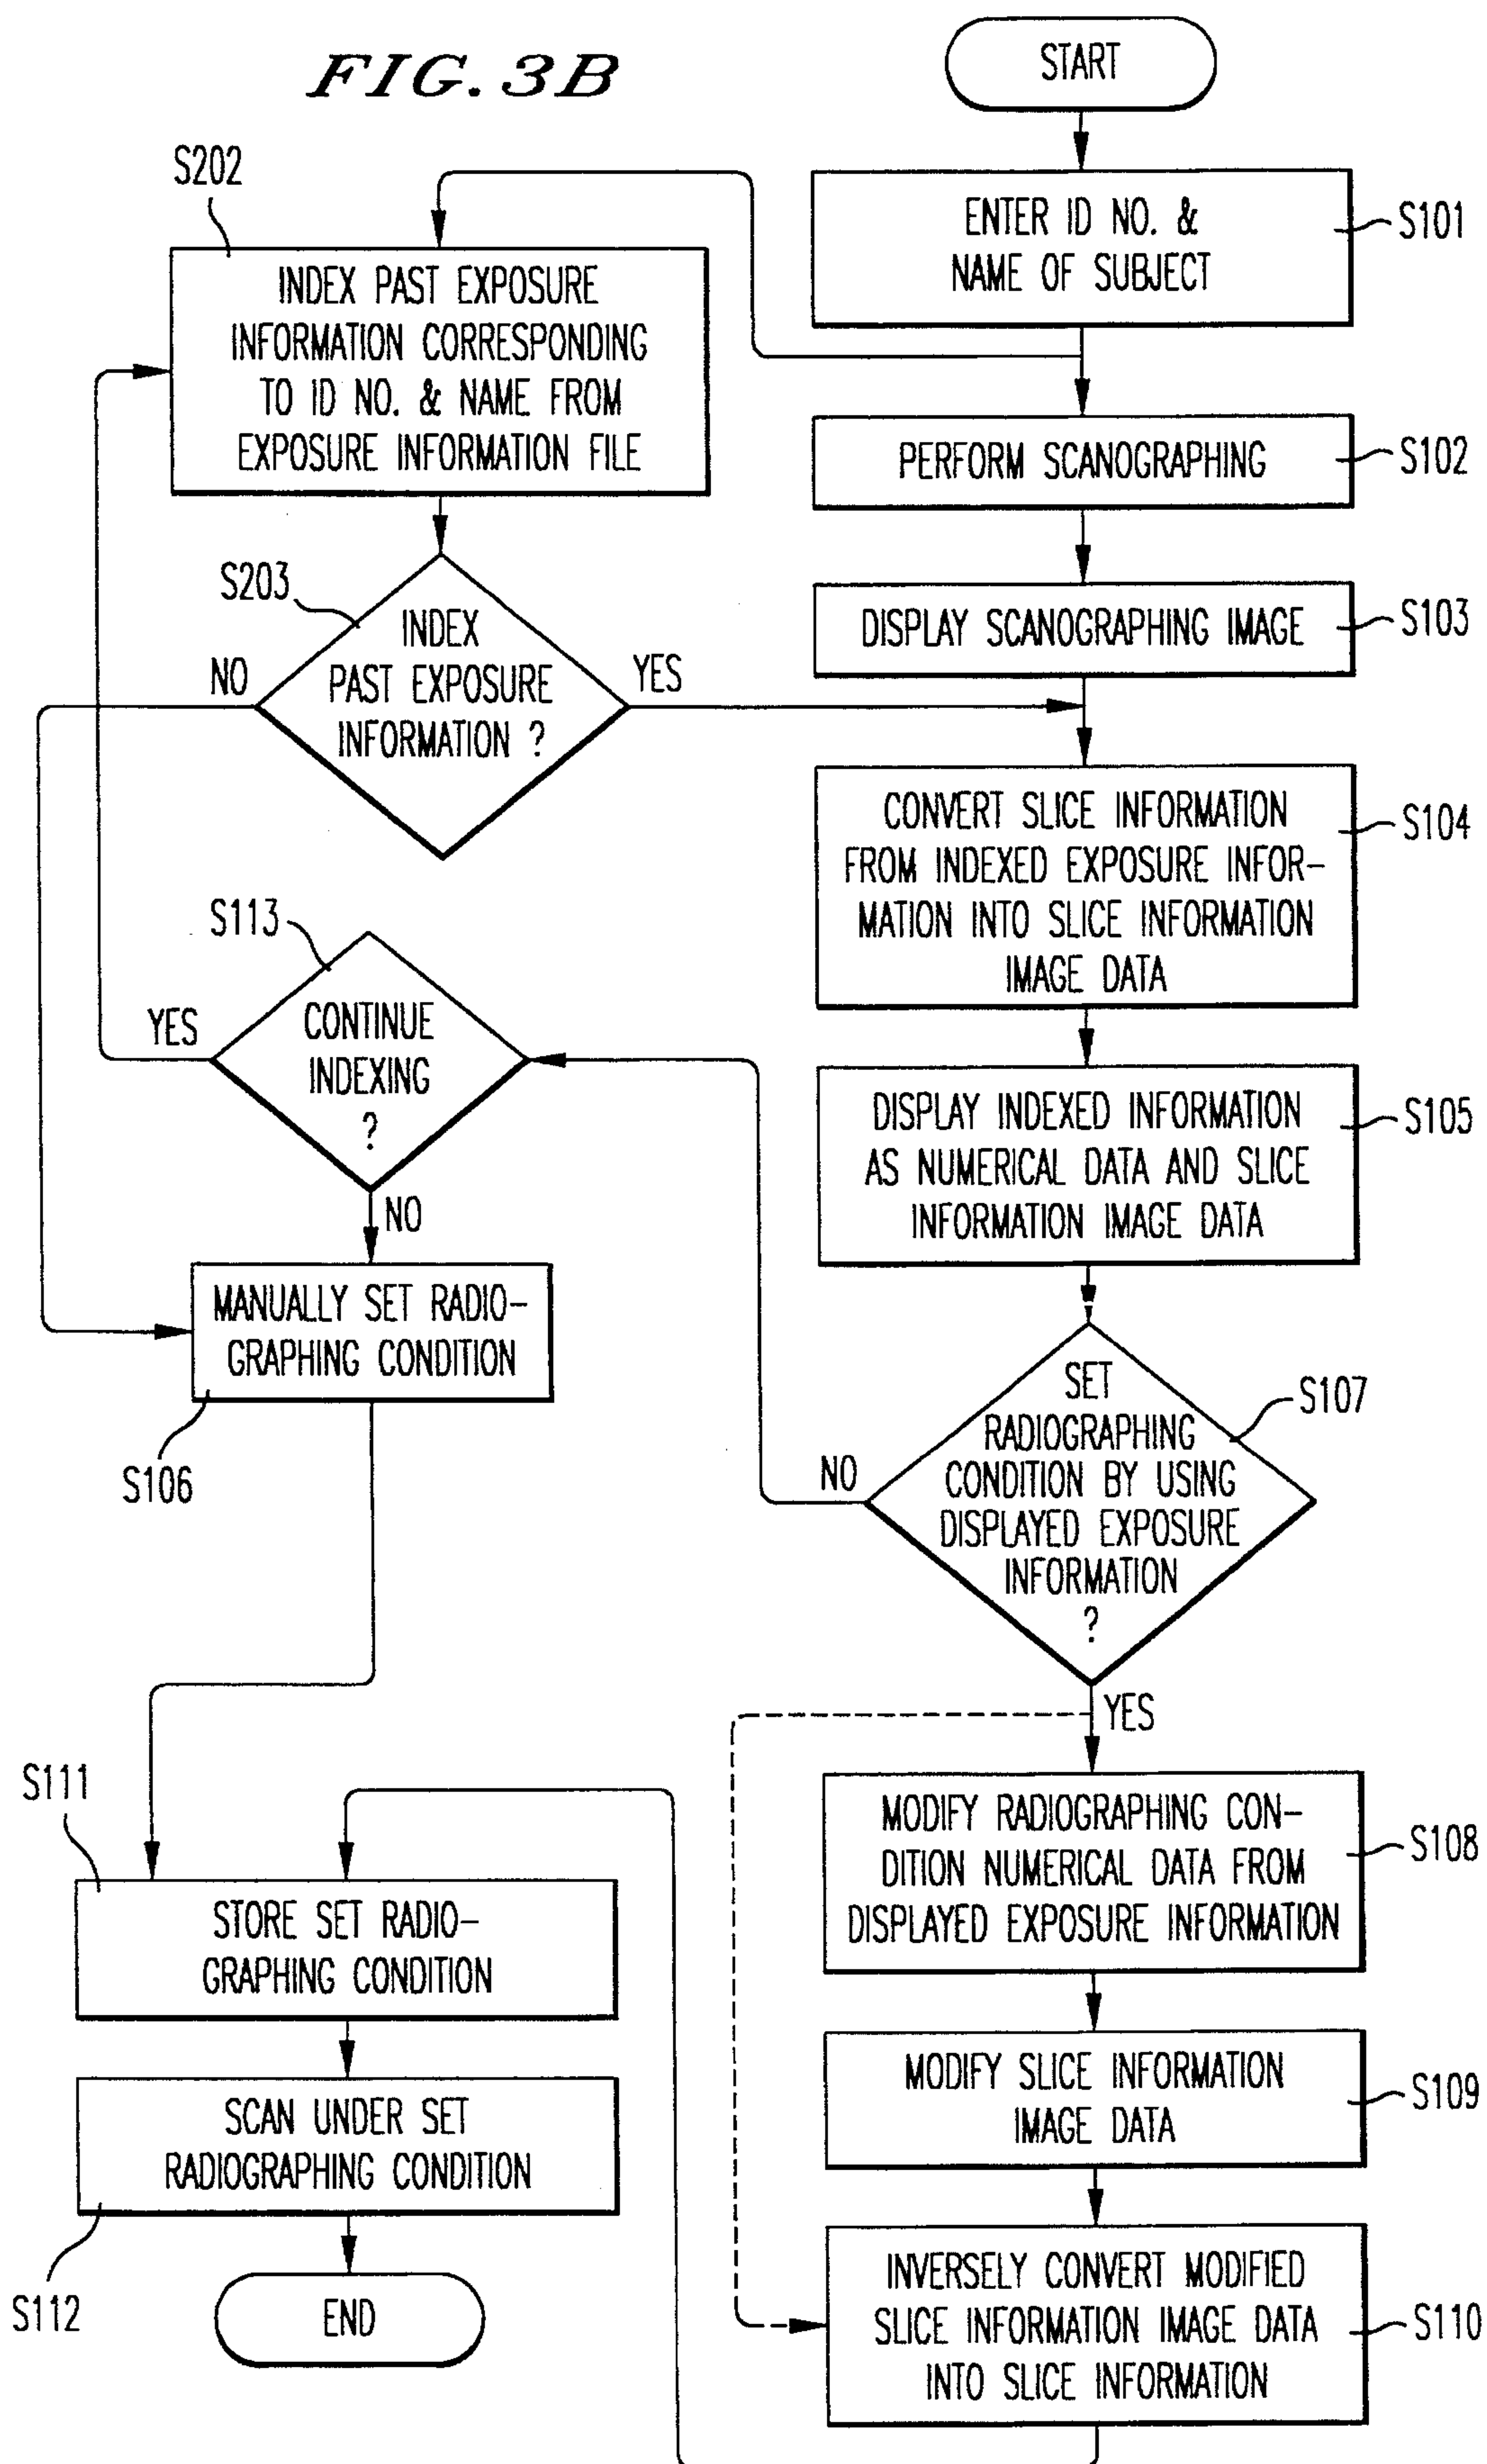 FIG. 3B
START
ENTER ID NO. &
NAME OF SUBJECT
S101
S202
INDEX PAST EXPOSURE
INFORMATION CORRESPONDING
TO ID NO. & NAME FROM
EXPOSURE INFORMATION FILE
PERFORM SCANOGRAPHING
S102
DISPLAY SCANOGRAPHING IMAGE
S103
S203
INDEX
PAST EXPOSURE
INFORMATION ?
NO
YES
CONVERT SLICE INFORMATION
FROM INDEXED EXPOSURE INFOR-
MATION INTO SLICE INFORMATION
IMAGE DATA
S104
S113
CONTINUE
INDEXING
?
YES
NO
DISPLAY INDEXED INFORMATION
AS NUMERICAL DATA AND SLICE
INFORMATION IMAGE DATA
S105
MANUALLY SET RADIO-
GRAPHING CONDITION
S106
SET
RADIOGRAPHING
CONDITION BY USING
DISPLAYED EXPOSURE
INFORMATION
?
S107
NO
YES
MODIFY RADIOGRAPHING CON-
DITION NUMERICAL DATA FROM
DISPLAYED EXPOSURE INFORMATION
S108
S111
STORE SET RADIO-
GRAPHING CONDITION
MODIFY SLICE INFORMATION
IMAGE DATA
S109
SCAN UNDER SET
RADIOGRAPHING CONDITION
S112
INVERSELY CONVERT MODIFIED
SLICE INFORMATION IMAGE DATA
INTO SLICE INFORMATION
S110
END